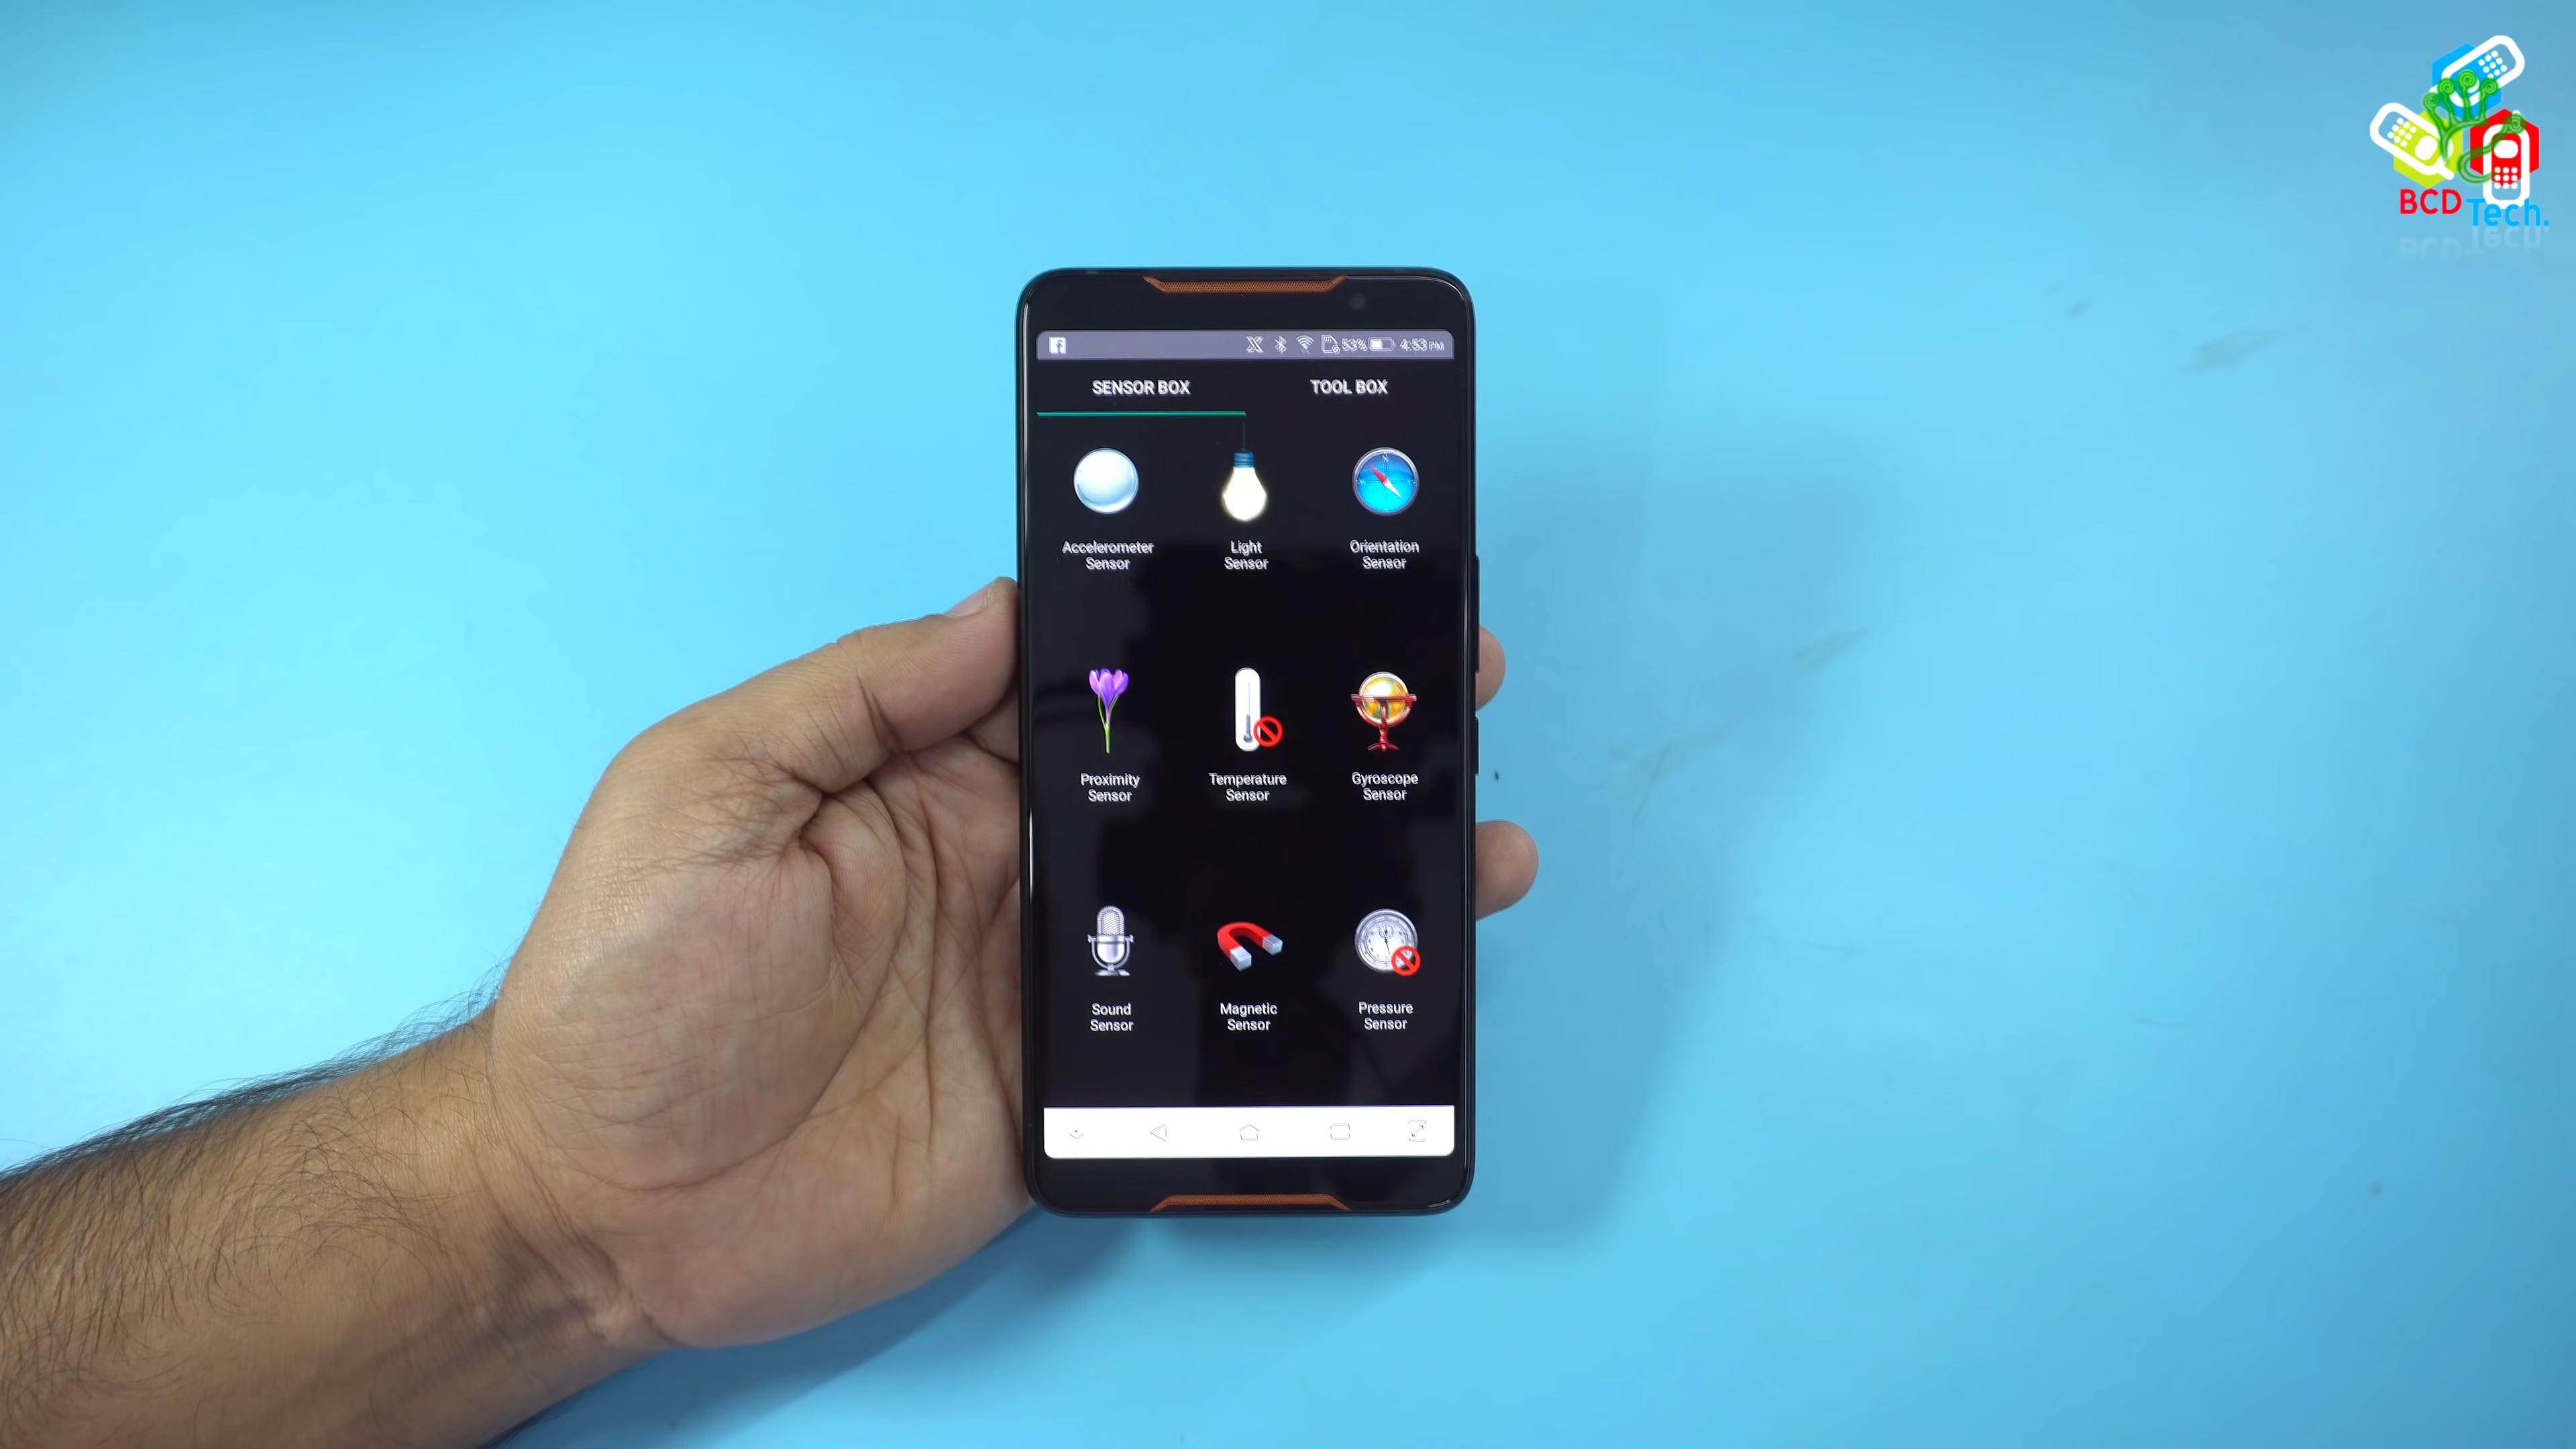 BCD Tech.
53% 4:53 PM
SENSOR BOX TOOL BOX
Accelerometer
Sensor
Light
Sensor
Orientation
Sensor
Proximity
Sensor
Temperature
Sensor
Gyroscope
Sensor
Sound
Sensor
Magnetic
Sensor
Pressure
Sensor